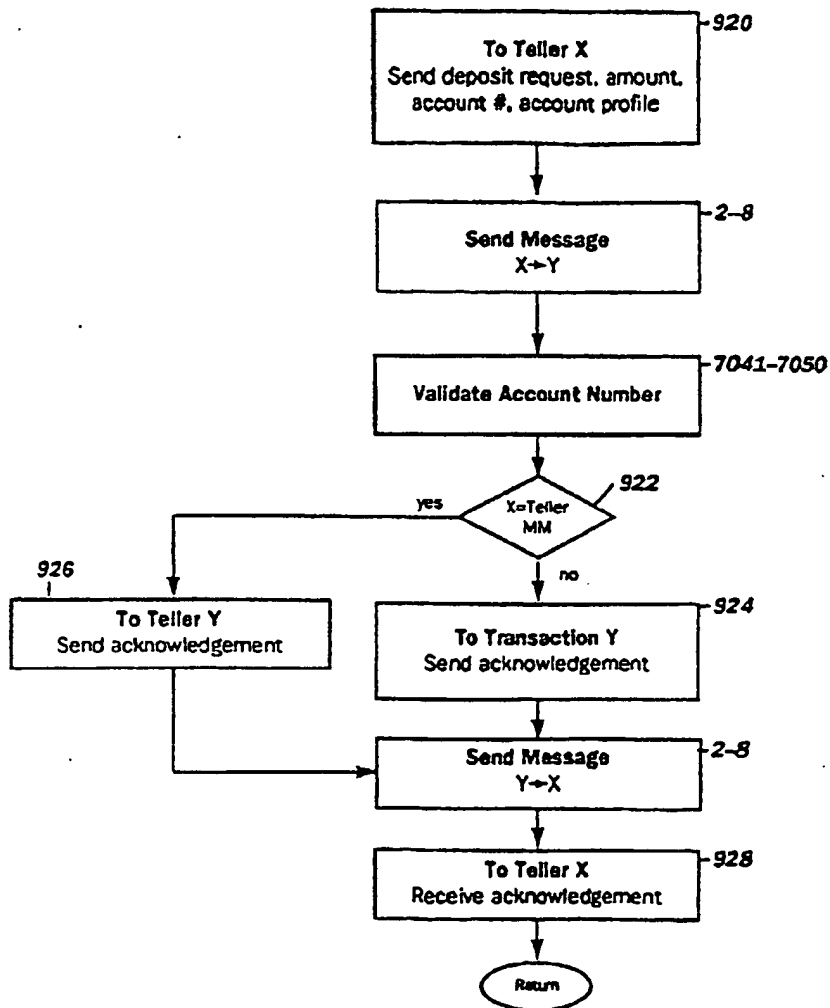 920
To Teller X
Send deposit request, amount,
account #, account profile
2-8
Send Message
X→Y
7041-7050
Validate Account Number
922
X=Teller
MM
yes
no
926
To Teller Y
Send acknowledgement
924
To Transaction Y
Send acknowledgement
2-8
Send Message
Y→X
928
To Teller X
Receive acknowledgement
Return